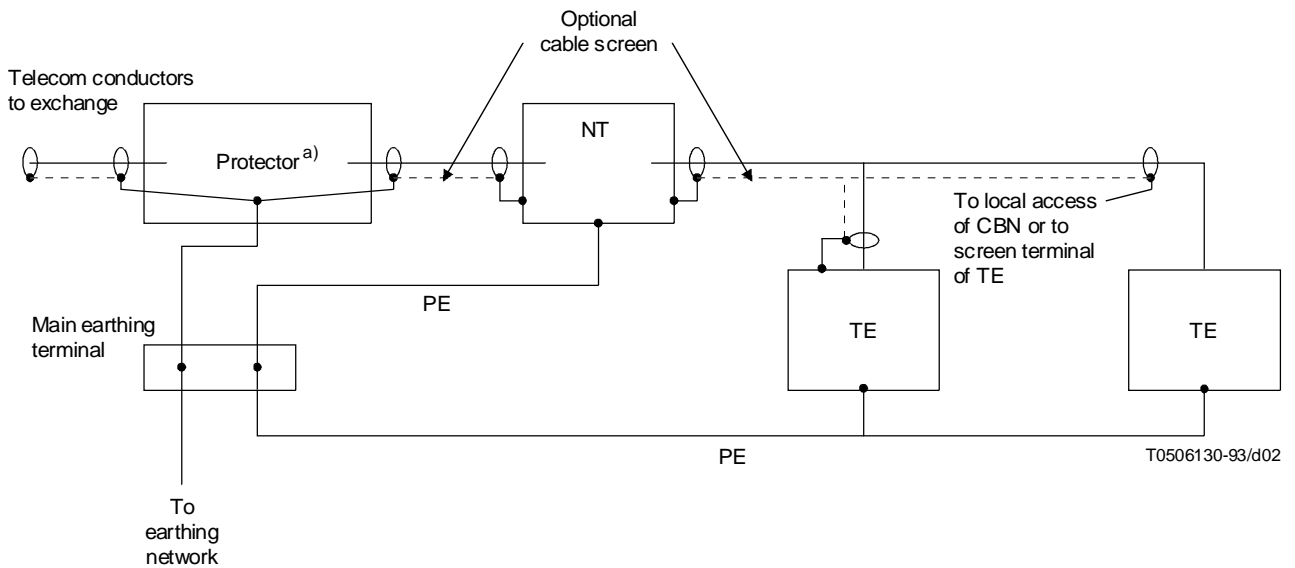 Optional
cable screen
Telecom conductors
to exchange
NT
Protector a)
To local access
of CBN or to
screen terminal
of TE
PE
Main earthing
terminal
TE
TE
PE
T0506130-93/d02
To
earthing
network